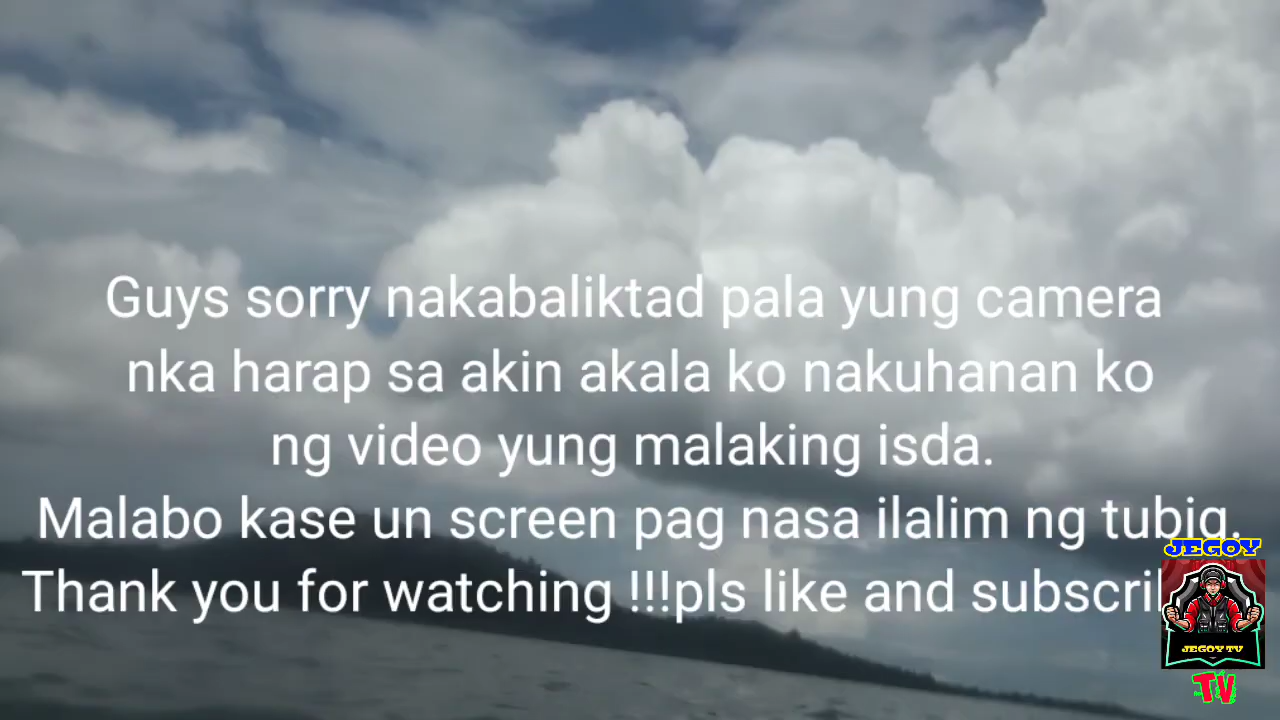 Guys sorry nakabaliktad pala yung camera
nka harap sa akin akala ko nakuhanan ko
ng video yung malaking isda.
Malabo kase un screen pag nasa ilalim ng tubig.
Thank you for watching !!!pls like and
JEGOY
JEGOY TV
TV